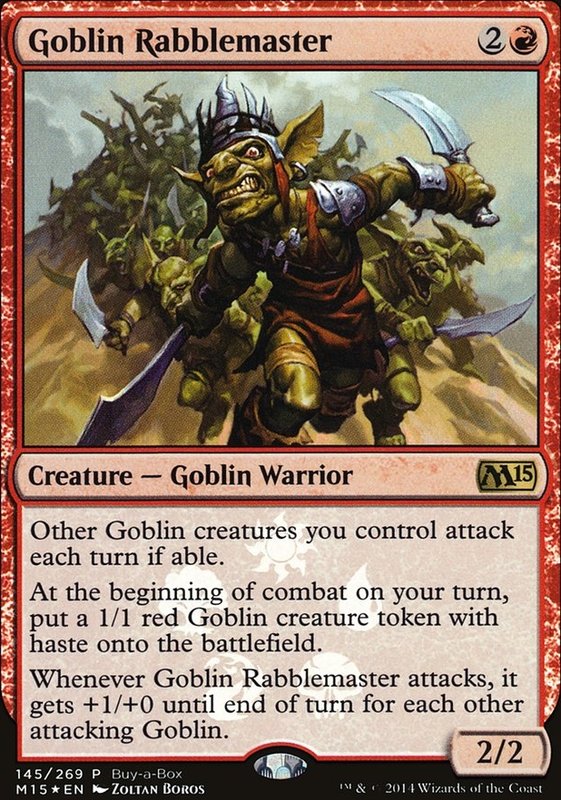 Goblin Rabblemaster 2
Creature — Goblin Warrior M15
Other Goblin creatures you control attack
each turn if able.
At the beginning of combat on your turn,
put a 1/1 red Goblin creature token with
haste onto the battlefield.
Whenever Goblin Rabblemaster attacks, it
gets +1/+0 until end of turn for each other
attacking Goblin.
2/2
145/269 P Buy-a-Box
M15★EN Zoltan Boros ™ & © 2014 Wizards of the Coast